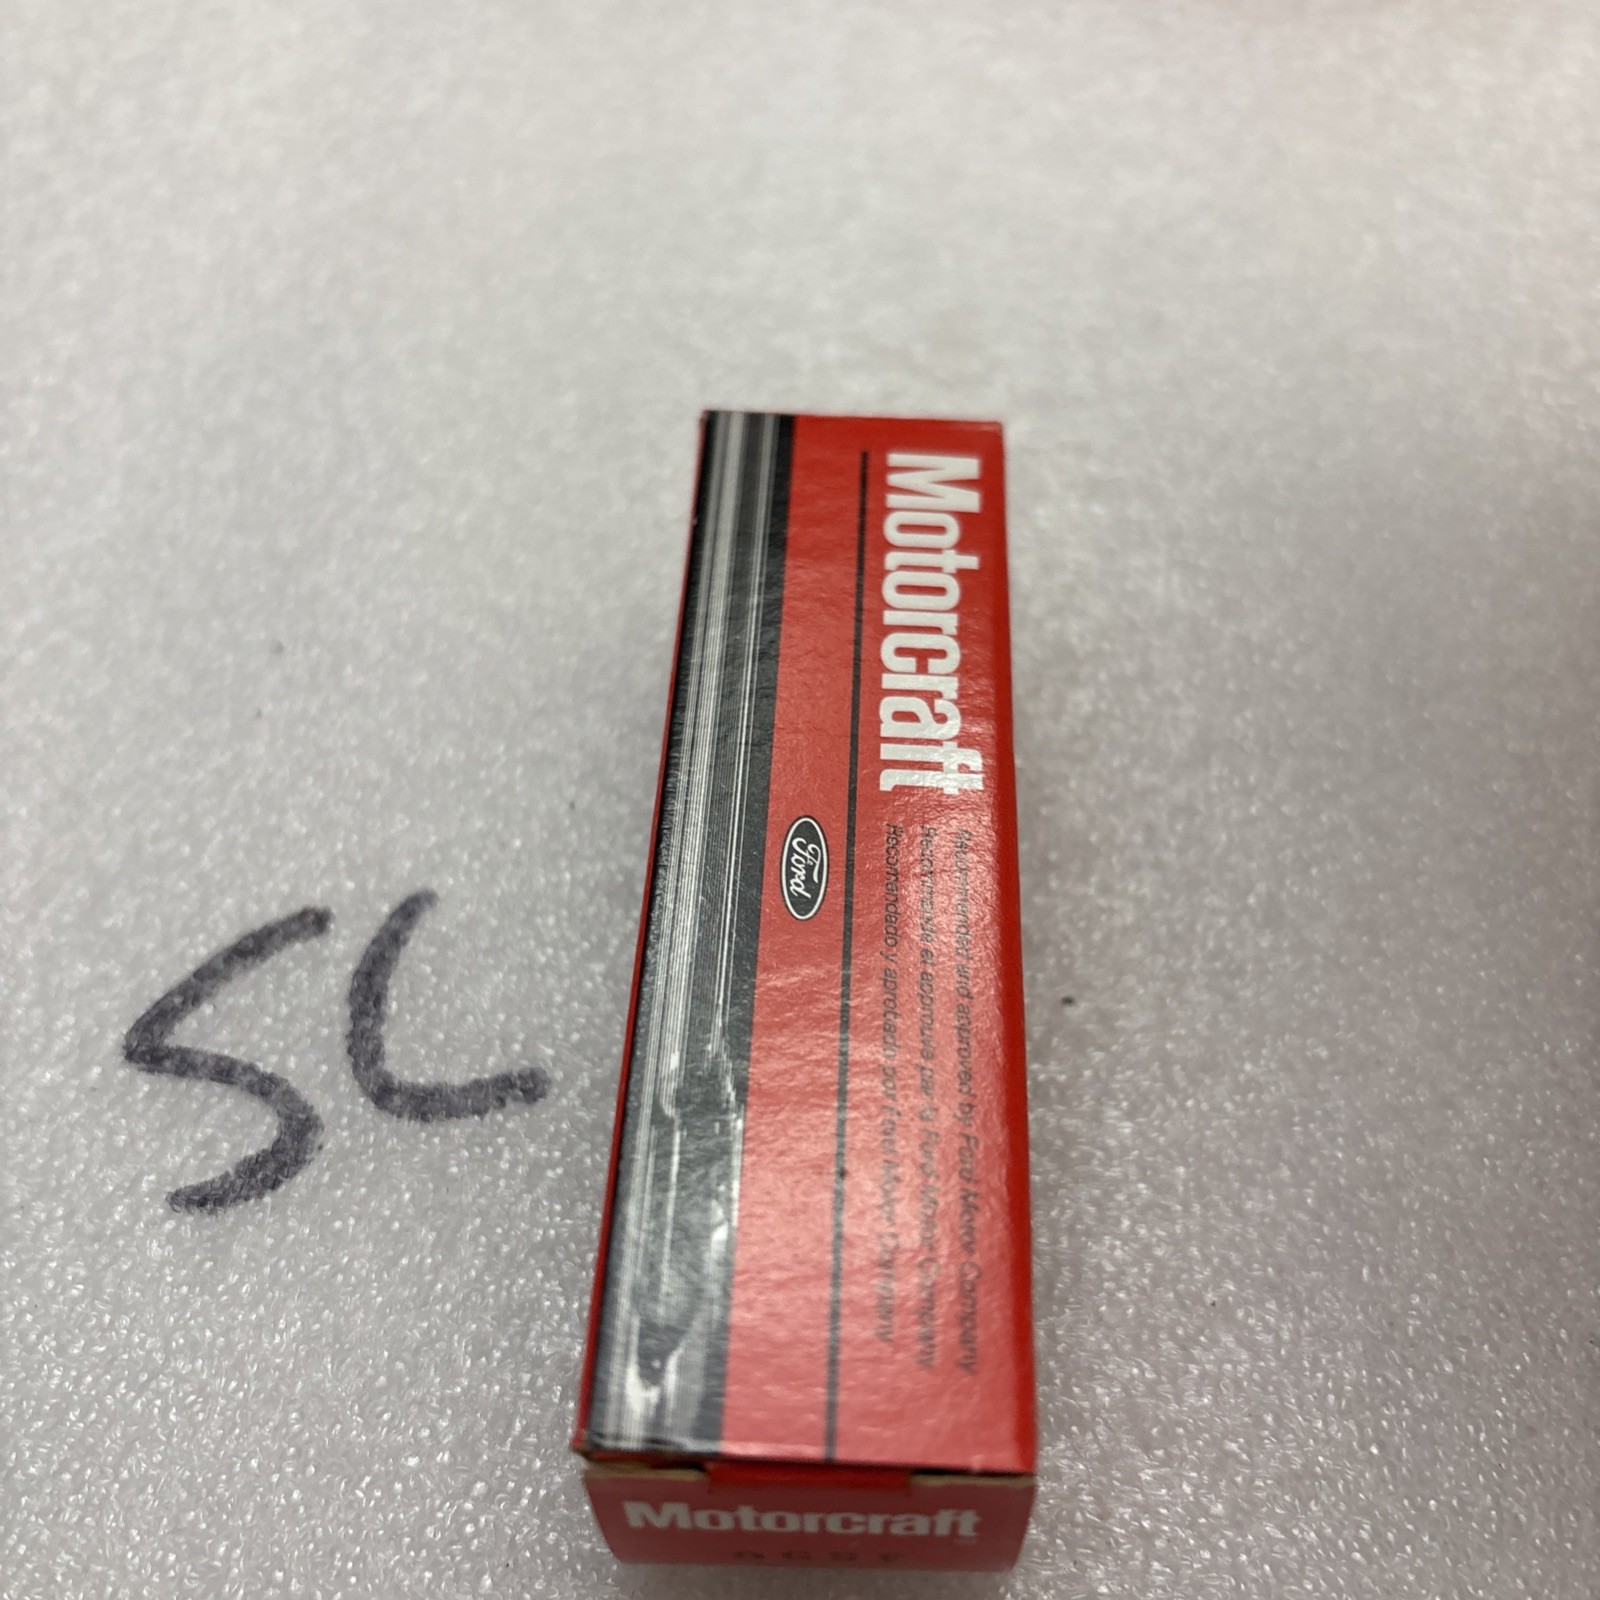 Motorcraft
Recommended and approved by Ford Motor Company
Recommandé et approuvé par la Ford Motor Company
Recomendado y aprobado por Ford Motor Company
Ford
Motorcraft
SL